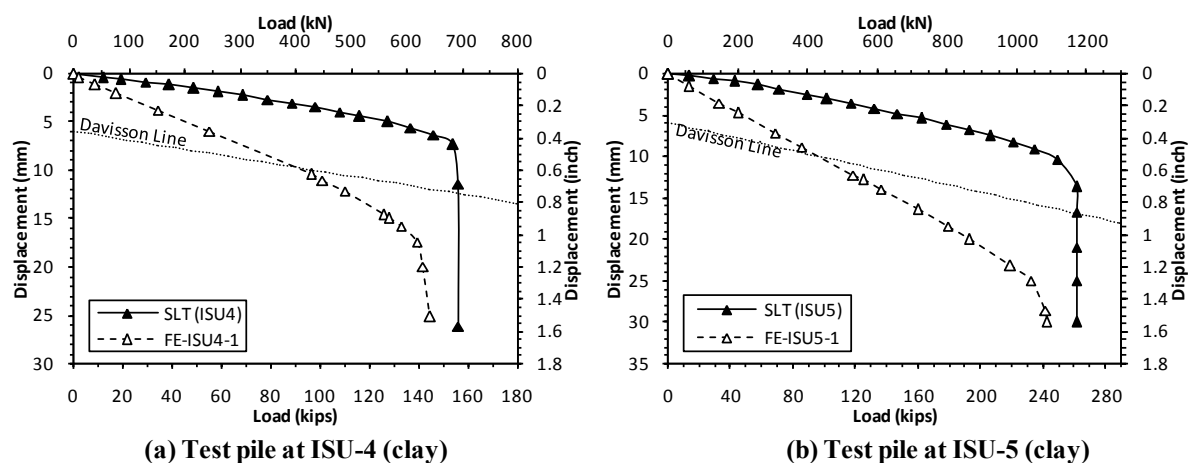 Load (kN)
0 100 200 300 400 500 600 700 800
0 5 10 15 20 25 30
Displacement (mm)
0 0.2 0.4 0.6 0.8 1 1.2 1.4 1.6 1.8
Displacement (inch)
Davisson Line
SLT (ISU4)
FE-ISU4-1
0 20 40 60 80 100 120 140 160 180
Load (kips)
(a) Test pile at ISU-4 (clay)
Load (kN)
0 200 400 600 800 1000 1200
0 5 10 15 20 25 30 35
Displacement (mm)
0 0.2 0.4 0.6 0.8 1 1.2 1.4 1.6 1.8
Displacement (inch)
Davisson Line
SLT (ISU5)
FE-ISU5-1
0 40 80 120 160 200 240 280
Load (kips)
(b) Test pile at ISU-5 (clay)